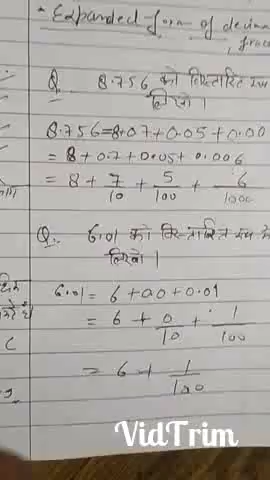 * Expanded form of decim
frac
Q. 8.756 को विस्तारित रूप
लिखो।
8.756=8+0.7+0.05+0.00
= 8+0.7+0.05+0.006
= 8 + 7/10 + 5/100 + 6/1000
Q. 6.01 को विस्तारित रूप में
लिखो।
6.01 = 6 + 0.0 + 0.01
= 6 + 0/10 + 1/100
= 6 + 1/100
VidTrim